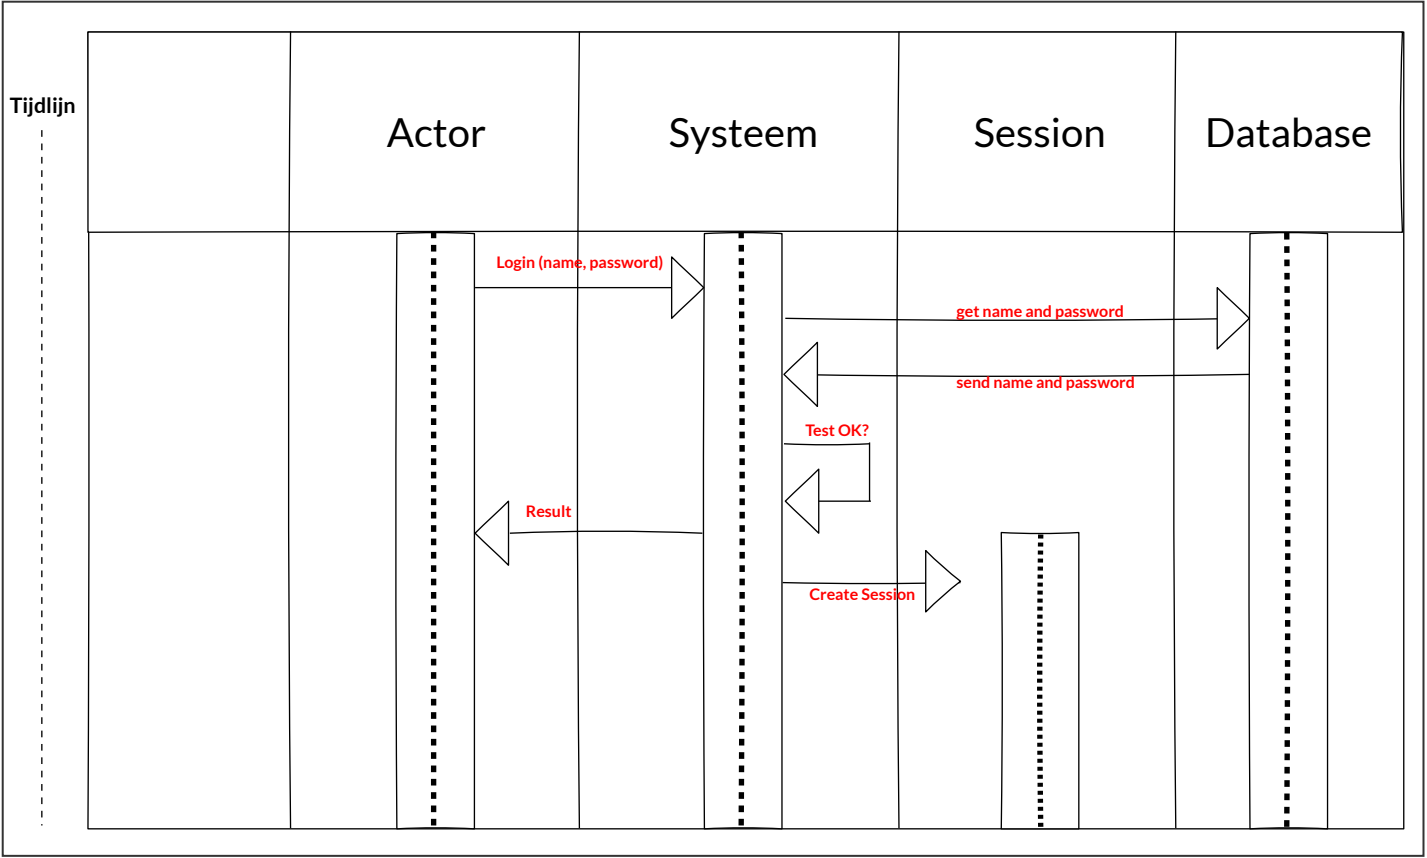 Tijdlijn
Actor
Systeem
Session
Database
Login (name, password)
get name and password
send name and password
Test OK?
Result
Create Session